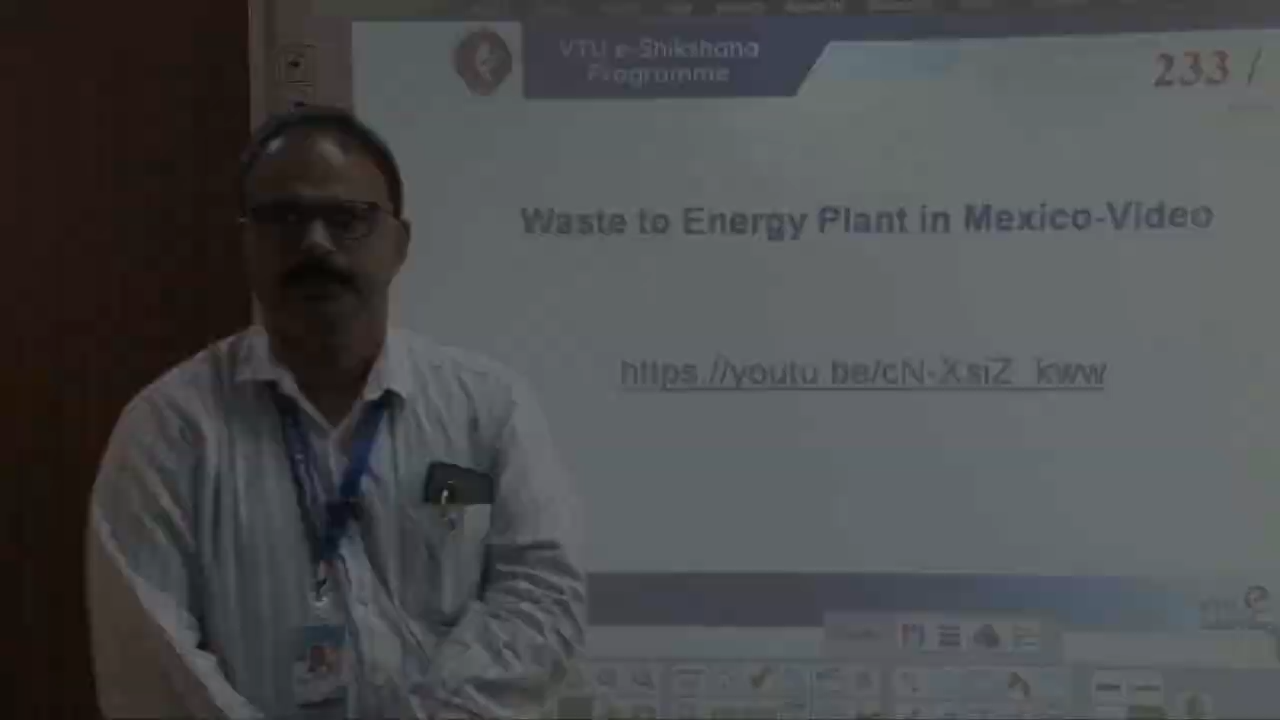 VTU e-Shikshana
Programme
233 /
Waste to Energy Plant in Mexico-Video
https://youtu.be/cN-XsiZ_kww